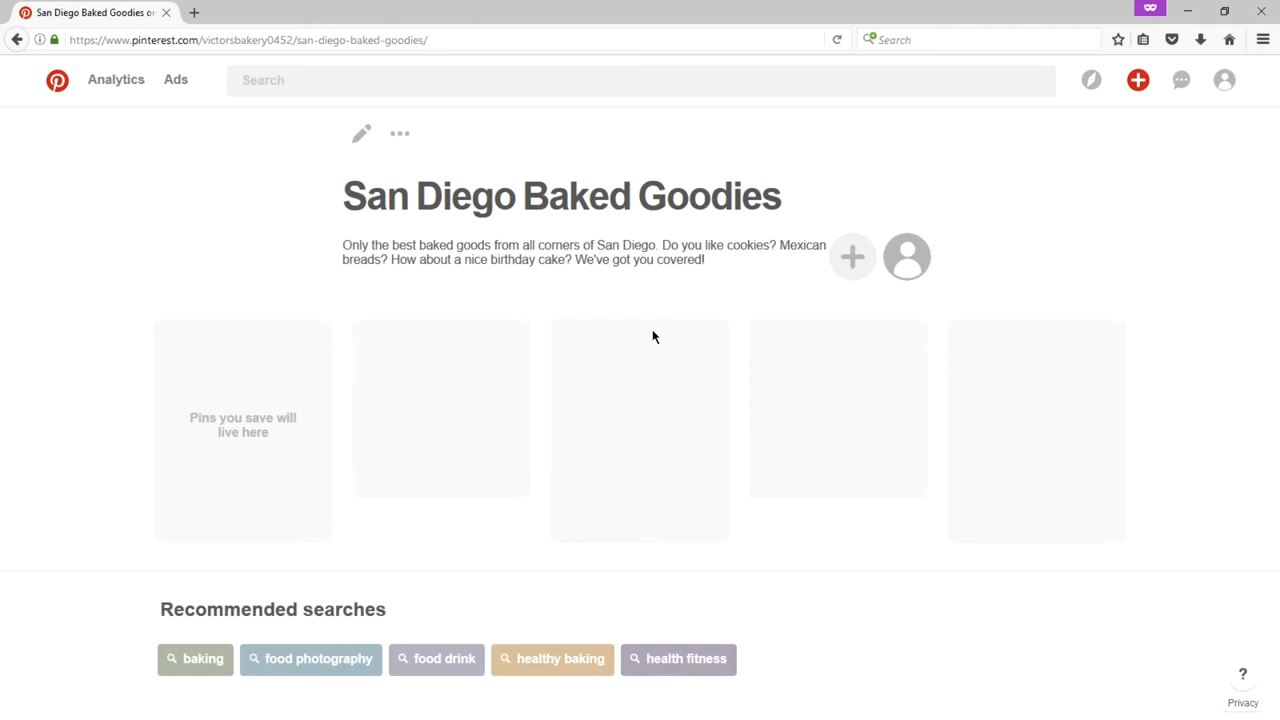 San Diego Baked Goodies o
https://www.pinterest.com/victorsbakery0452/san-diego-baked-goodies/
Search
Analytics
Ads
Search
San Diego Baked Goodies
Only the best baked goods from all corners of San Diego. Do you like cookies? Mexican
breads? How about a nice birthday cake? We've got you covered!
Pins you save will
live here
Recommended searches
baking
food photography
food drink
healthy baking
health fitness
?
Privacy